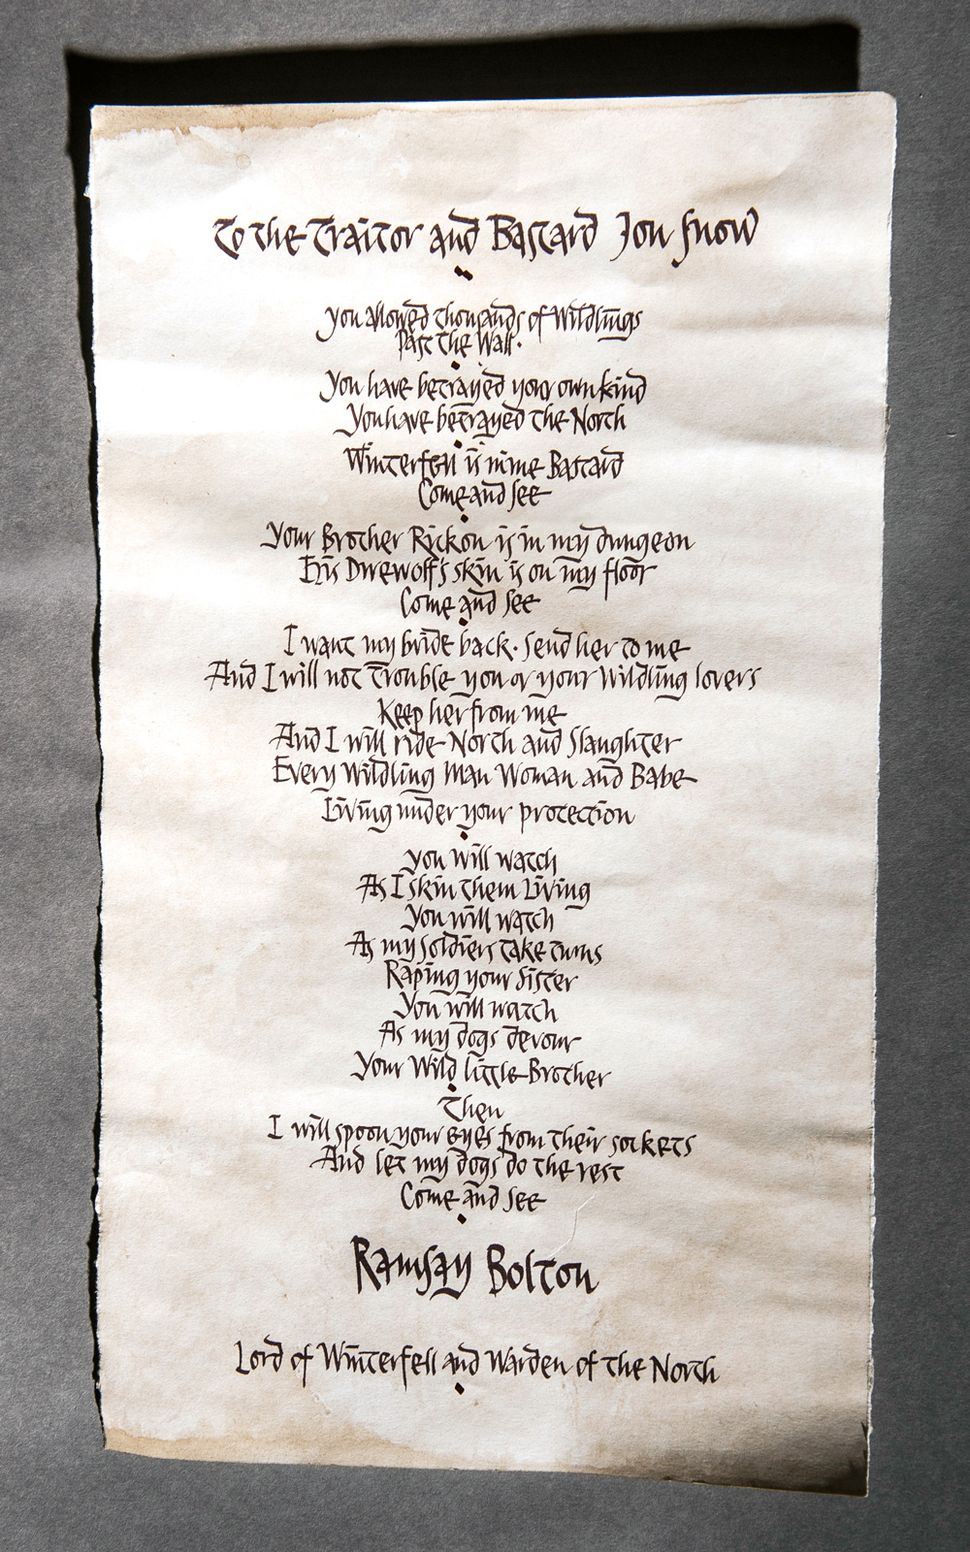 To the Traitor and Bastard Jon Snow
You allowed thousands of Wildlings
Past the Wall.
You have betrayed your own kind
You have betrayed the North
Winterfell is mine Bastard
Come and See
Your Brother Rickon is in my dungeon
His Direwolf's skin is on my floor
Come and See
I want my bride back. Send her to me
And I will not Trouble you or your Wildling lovers
Keep her from me
And I will ride North and Slaughter
Every Wildling Man Woman and Babe
Living under your protection
You will watch
As I skin them Living
You will watch
As my Soldiers take turns
Raping your Sister
You will watch
As my dogs devour
Your Wild little Brother
Then
I will spoon your eyes from their sockets
And let my dogs do the rest
Come and See
Ramsay Bolton
Lord of Winterfell and Warden of the North